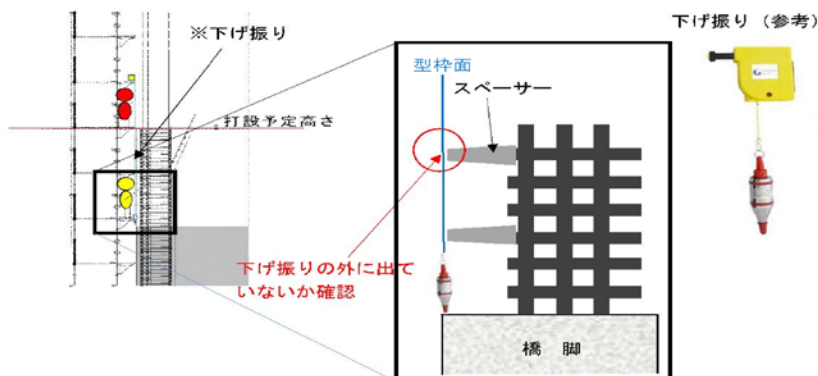 ※下げ振り
打設予定高さ
型枠面
スペーサー
下げ振りの外に出て
いないか確認
橋 脚
下げ振り（参考）